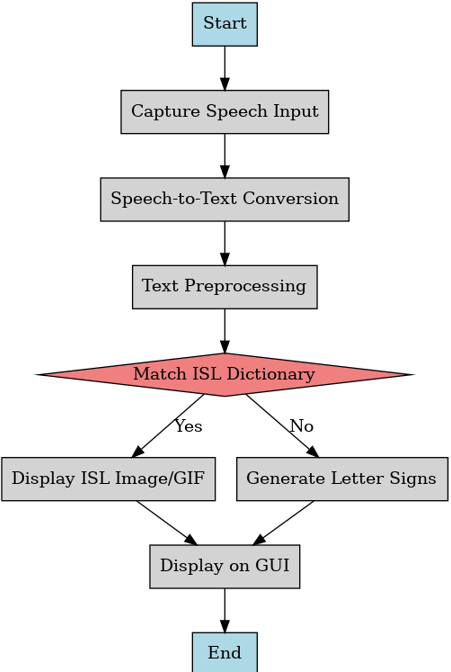 Start
Capture Speech Input
Speech-to-Text Conversion
Text Preprocessing
Match ISL Dictionary
Yes
No
Display ISL Image/GIF
Generate Letter Signs
Display on GUI
End